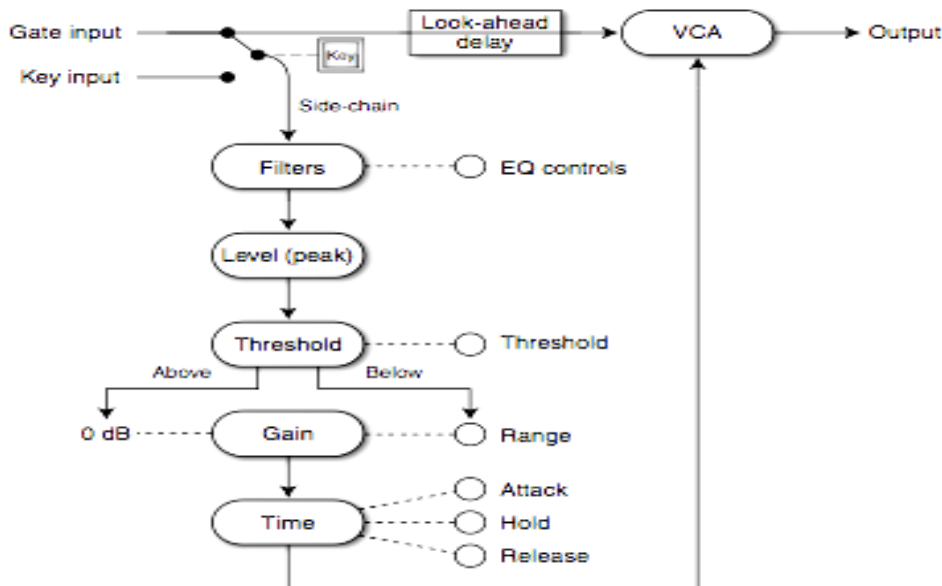 Gate input
Look-ahead
delay
VCA
Output
Key
Key input
Side-chain
Filters
EQ controls
Level (peak)
Threshold
Threshold
Above
Below
0 dB
Gain
Range
Attack
Time
Hold
Release